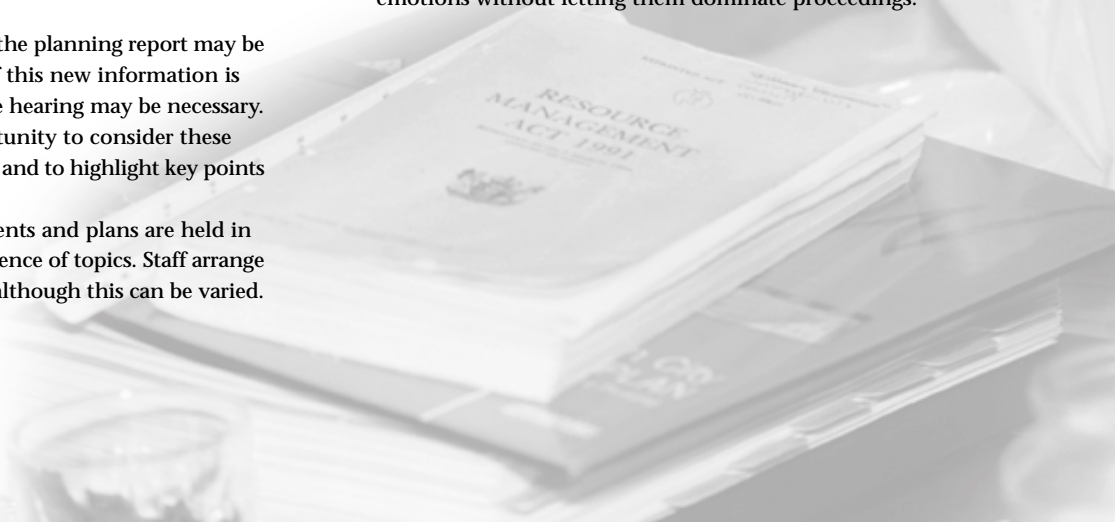 the planning report may be
this new information is
hearing may be necessary.
tunity to consider these
and to highlight key points
ents and plans are held in
ence of topics. Staff arrange
although this can be varied.
emotions without letting them dominate proceedings.
RESOURCE
MANAGEMENT
ACT 1991
PLAN